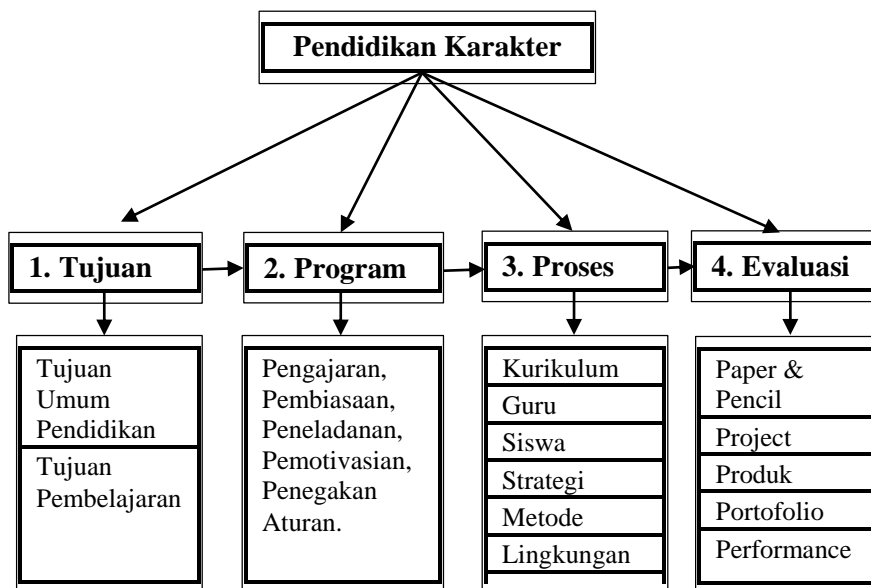 Pendidikan Karakter
1. Tujuan
2. Program
3. Proses
4. Evaluasi
Tujuan
Umum
Pendidikan
Tujuan
Pembelajaran
Pengajaran,
Pembiasaan,
Peneladanan,
Pemotivasian,
Penegakan
Aturan.
Kurikulum
Guru
Siswa
Strategi
Metode
Lingkungan
Paper &
Pencil
Project
Produk
Portofolio
Performance